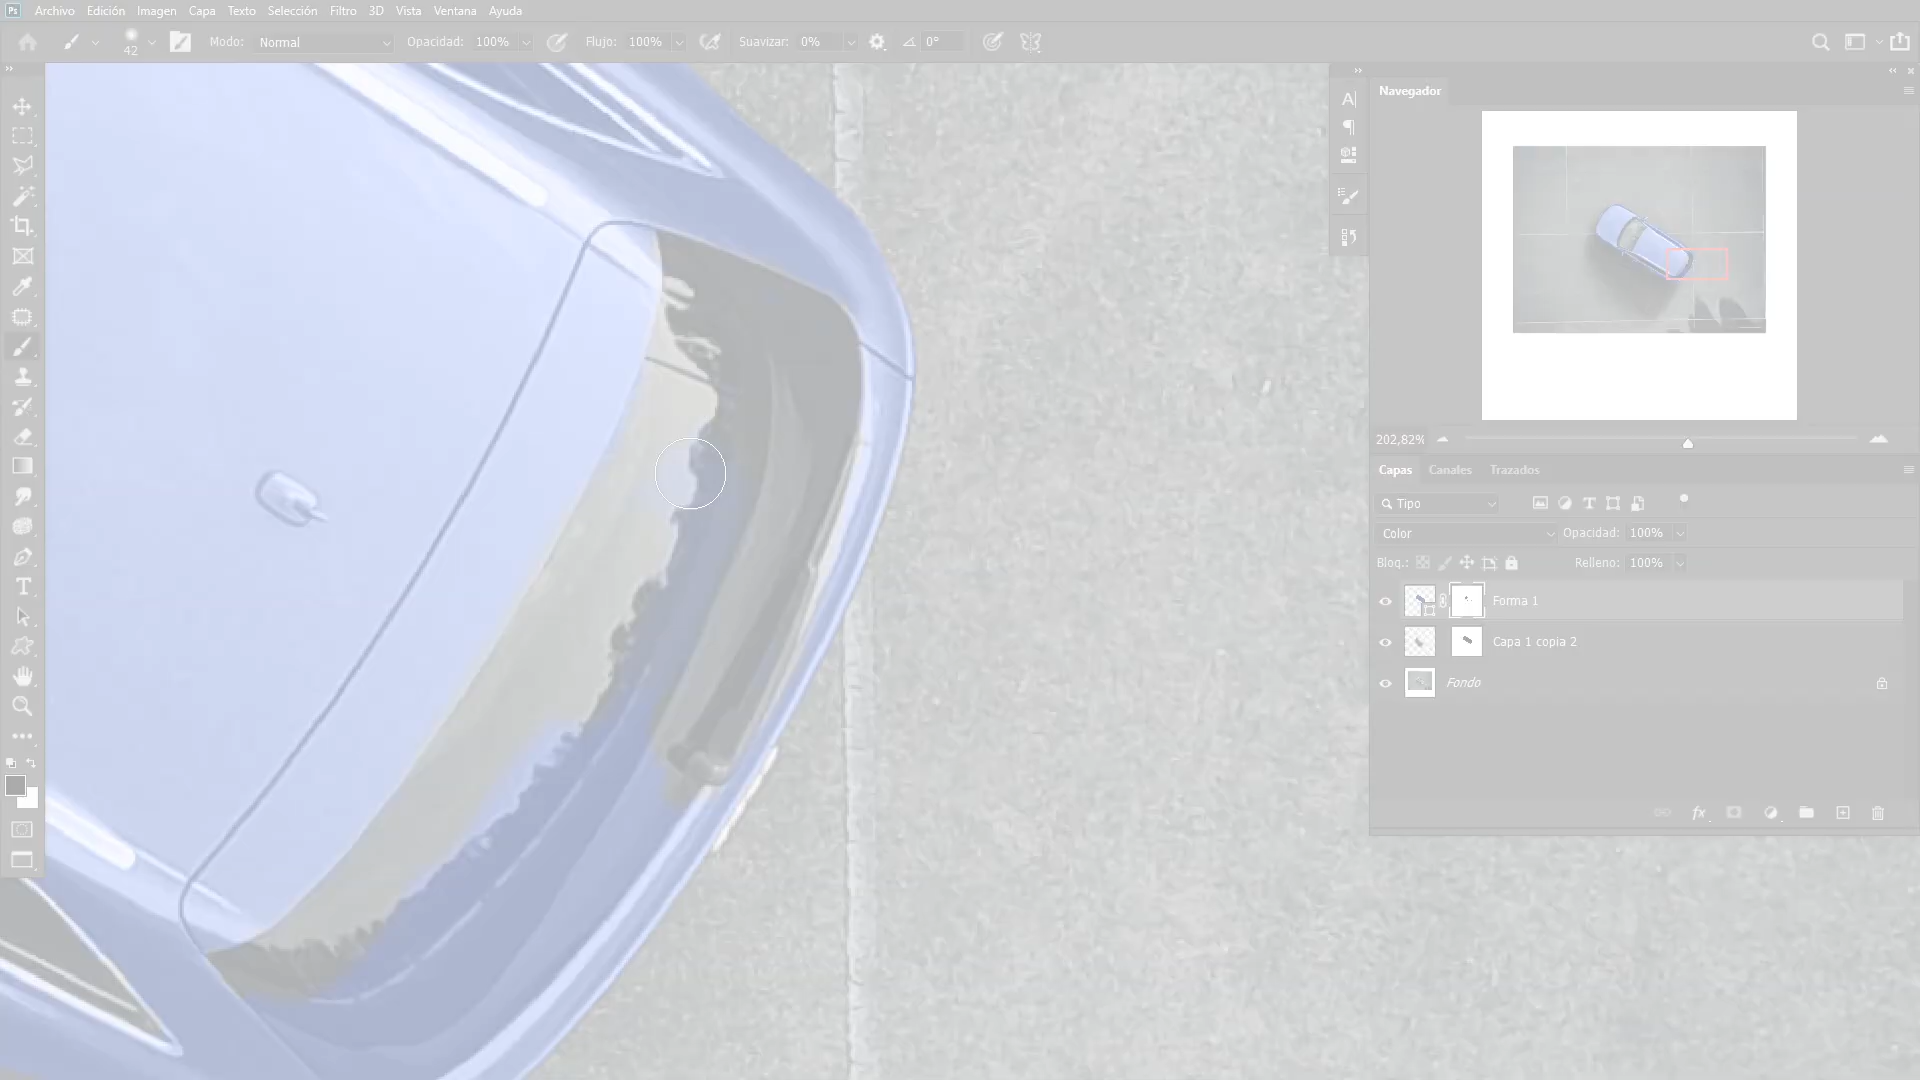 Ps Archivo Edición Imagen Capa Texto Selección Filtro 3D Vista Ventana Ayuda
42 Modo: Normal Opacidad: 100% Flujo: 100% Suavizar: 0% 0°
Navegador
202,82%
Capas Canales Trazados
Tipo
Color Opacidad: 100%
Bloq.: Relleno: 100%
Forma 1
Capa 1 copia 2
Fondo
fx